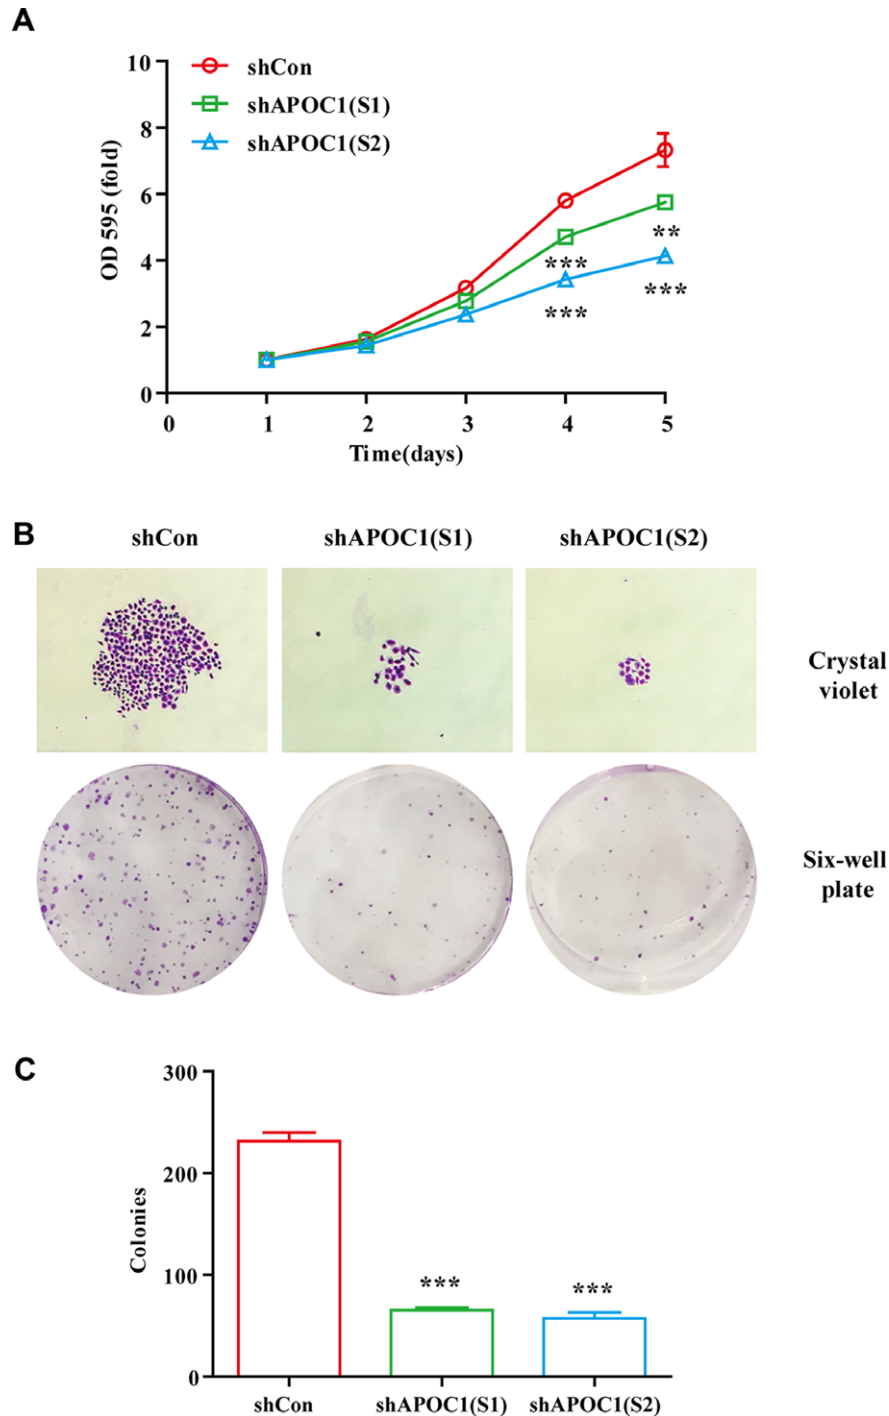 A
10
8
6
4
2
0
OD 595 (fold)
shCon
shAPOC1(S1)
shAPOC1(S2)
**
***
***
***
0 1 2 3 4 5
Time(days)
B
shCon shAPOC1(S1) shAPOC1(S2)
Crystal
violet
Six-well
plate
C
300
200
100
0
Colonies
***
***
shCon shAPOC1(S1) shAPOC1(S2)